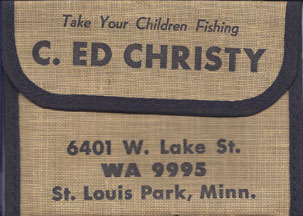 Take Your Children Fishing
C. ED CHRISTY
6401 W. Lake St.
WA 9995
St. Louis Park, Minn.